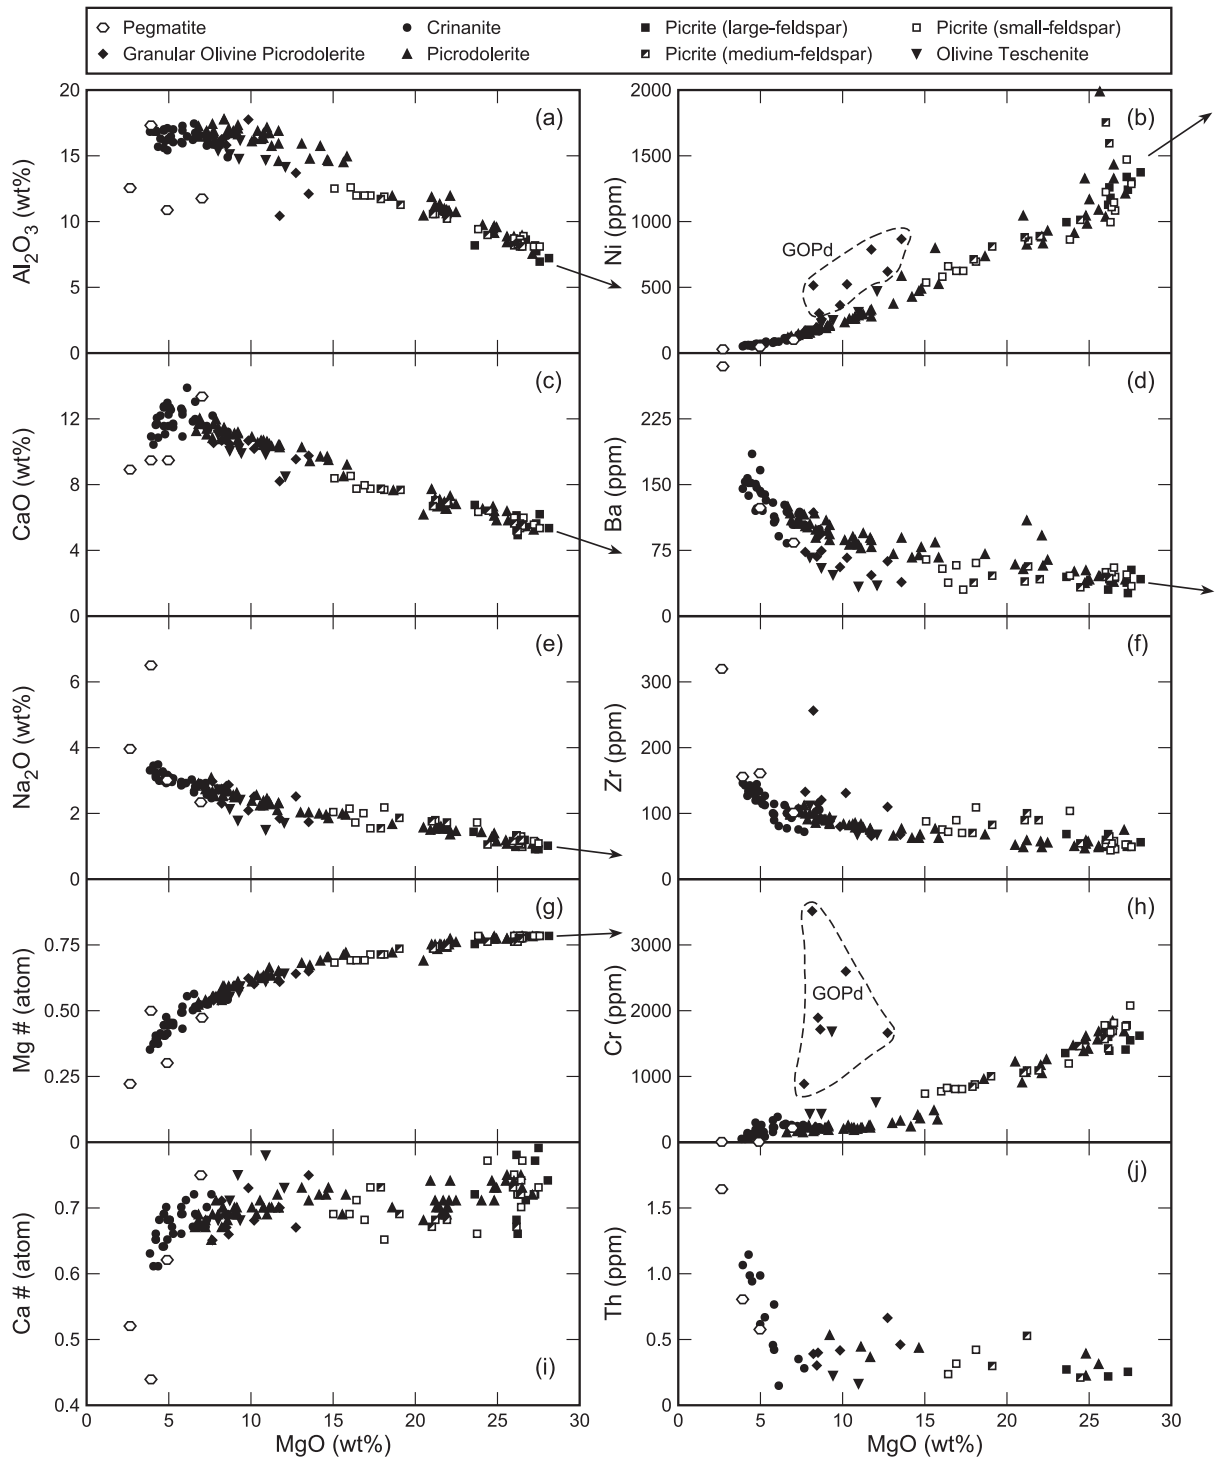 Pegmatite Crinanite Picrite (large-feldspar) Picrite (small-feldspar)
Granular Olivine Picrodolerite Picrodolerite Picrite (medium-feldspar) Olivine Teschenite
20 15 10 5 0
Al2O3 (wt%)
(a)
2000 1500 1000 500 0
Ni (ppm)
GOPd
(b)
12 8 4 0
CaO (wt%)
(c)
225 150 75 0
Ba (ppm)
(d)
6 4 2 0
Na2O (wt%)
(e)
300 200 100 0
Zr (ppm)
(f)
0.75 0.50 0.25 0
Mg # (atom)
(g)
3000 2000 1000 0
Cr (ppm)
GOPd
(h)
0.7 0.6 0.5 0.4
Ca # (atom)
(i)
1.5 1.0 0.5 0
Th (ppm)
(j)
0 5 10 15 20 25 30
MgO (wt%)
0 5 10 15 20 25 30
MgO (wt%)